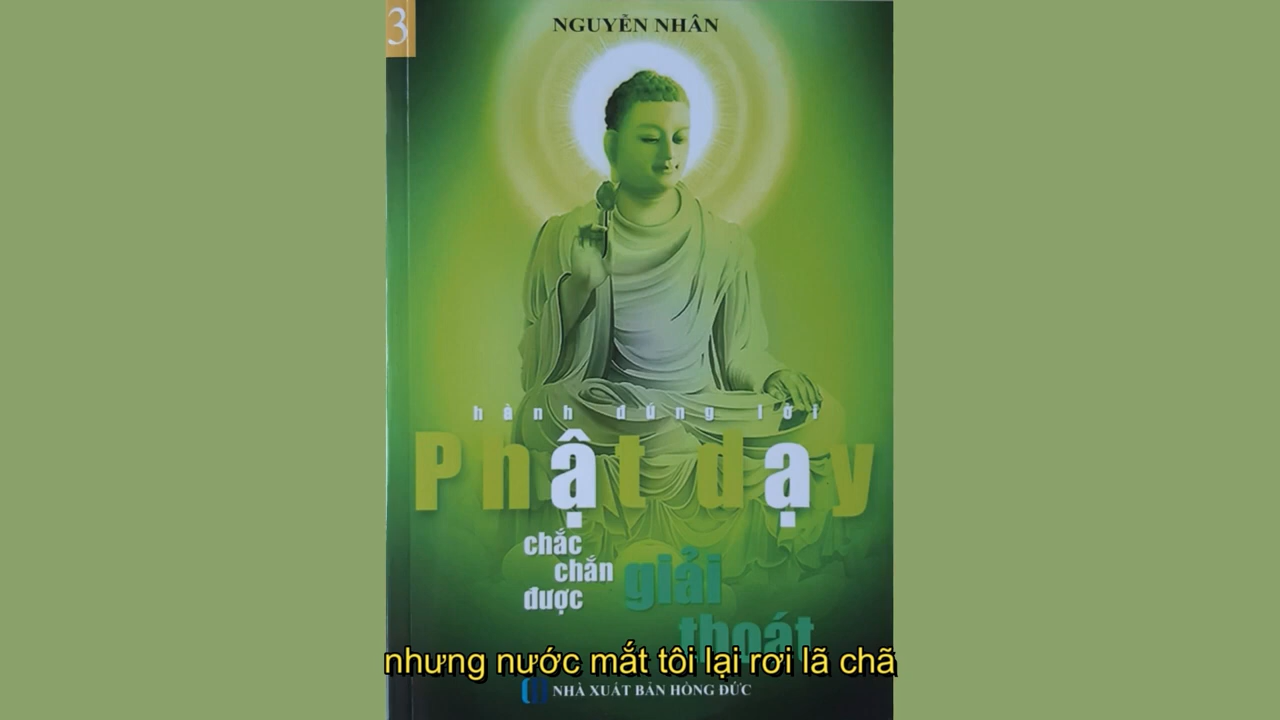 3
NGUYỄN NHÂN
hành đúng lời
Phật dạy
chắc
chắn
được
giải
thoát
nhưng nước mắt tôi lại rơi lã chã
NHÀ XUẤT BẢN HỒNG ĐỨC